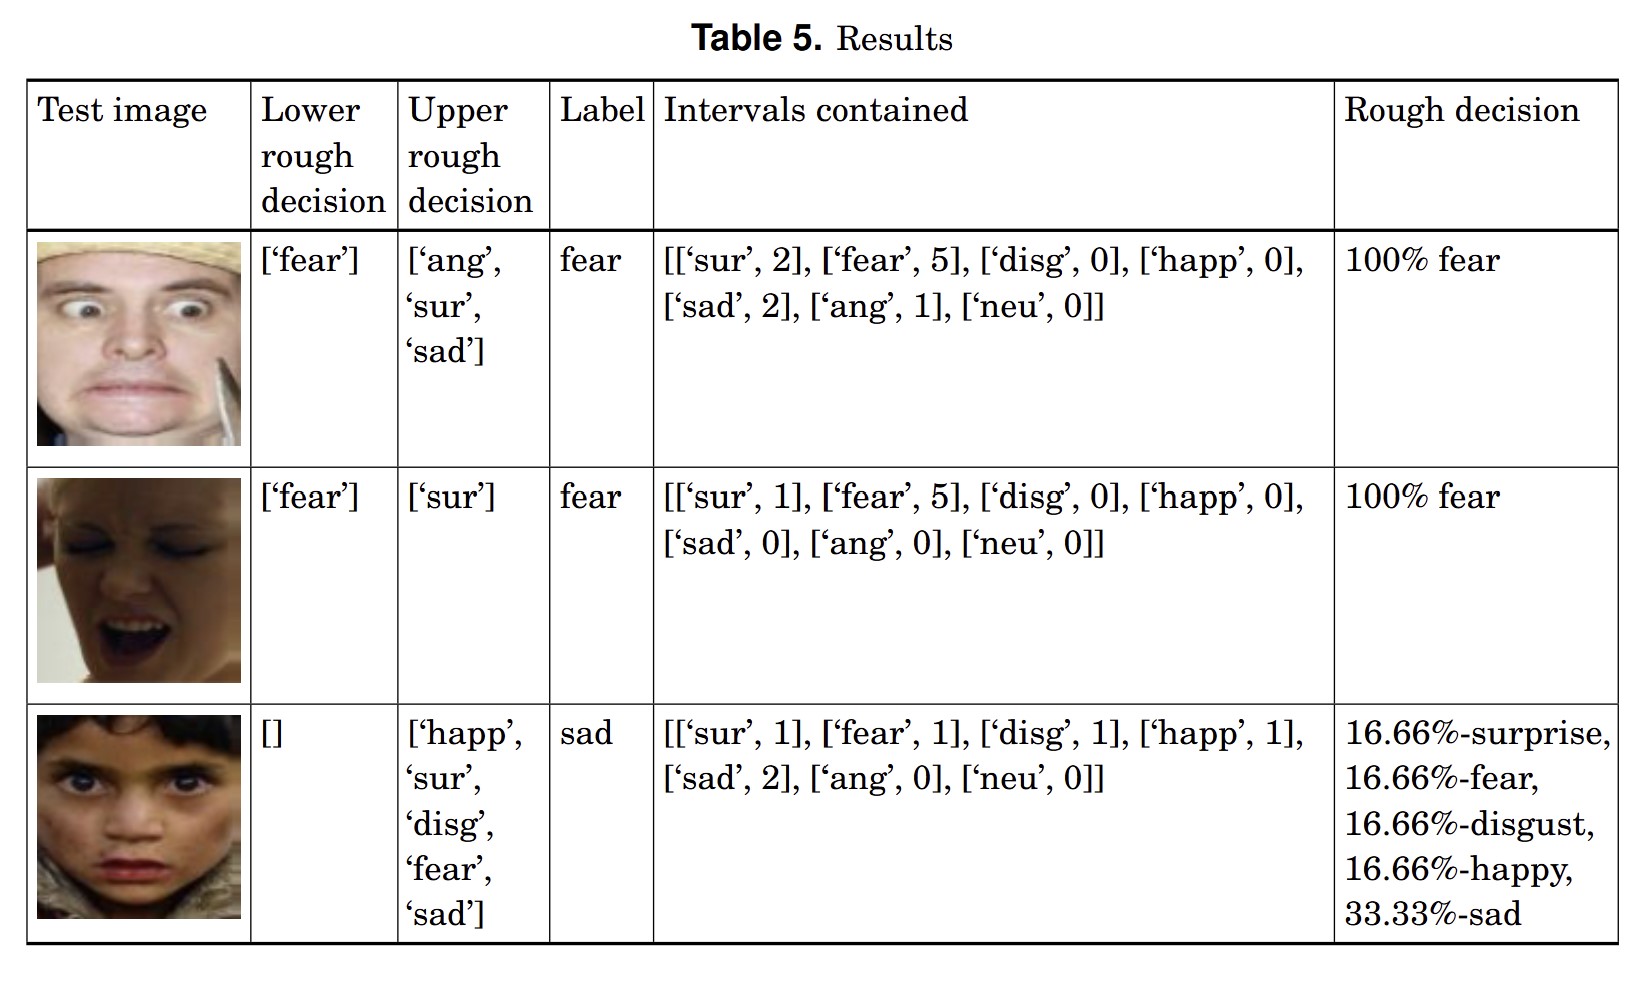 Table 5. Results
Test image
Lower
rough
decision
Upper
rough
decision
Label
Intervals contained
Rough decision
[‘fear’]
[‘ang’,
‘sur’,
‘sad’]
fear
[[‘sur’, 2], [‘fear’, 5], [‘disg’, 0], [‘happ’, 0],
[‘sad’, 2], [‘ang’, 1], [‘neu’, 0]]
100% fear
[‘fear’]
[‘sur’]
fear
[[‘sur’, 1], [‘fear’, 5], [‘disg’, 0], [‘happ’, 0],
[‘sad’, 0], [‘ang’, 0], [‘neu’, 0]]
100% fear
[]
[‘happ’,
‘sur’,
‘disg’,
‘fear’,
‘sad’]
sad
[[‘sur’, 1], [‘fear’, 1], [‘disg’, 1], [‘happ’, 1],
[‘sad’, 2], [‘ang’, 0], [‘neu’, 0]]
16.66%-surprise,
16.66%-fear,
16.66%-disgust,
16.66%-happy,
33.33%-sad